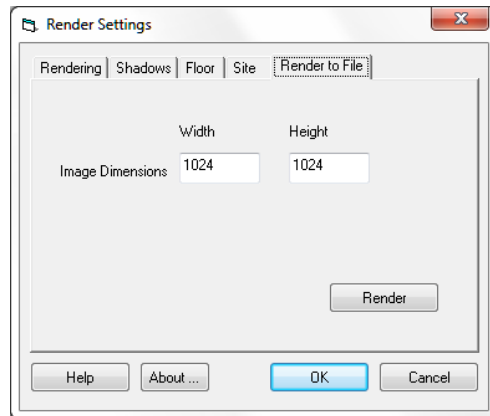 Render Settings
Rendering Shadows Floor Site Render to File
Width Height
Image Dimensions 1024 1024
Render
Help About ... OK Cancel